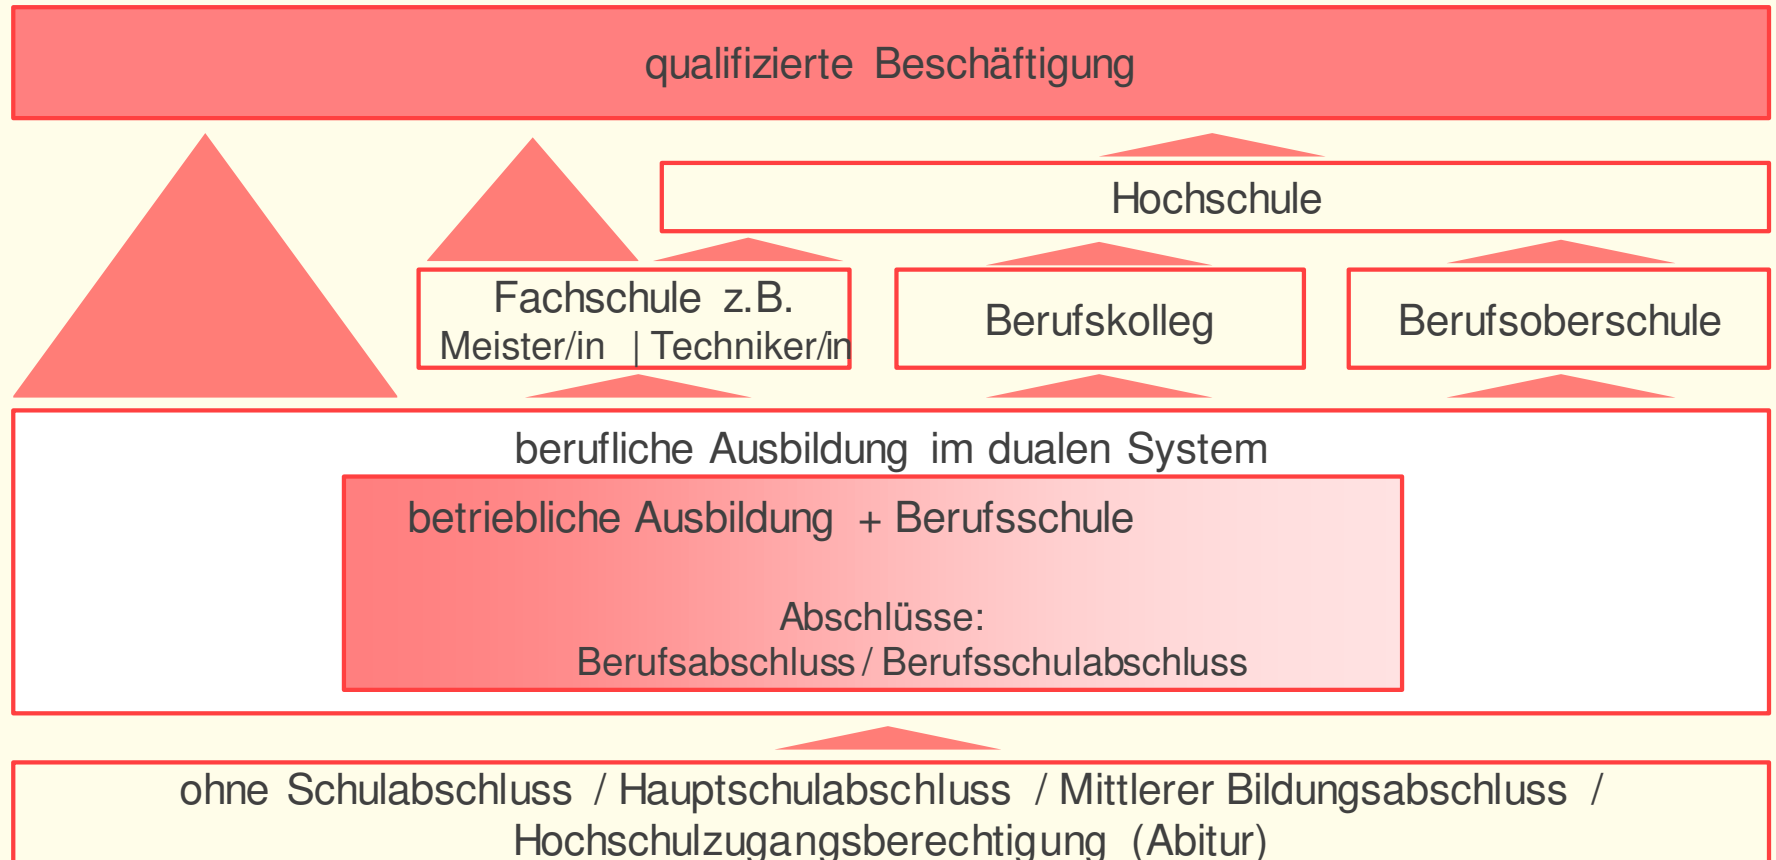 qualifizierte Beschäftigung
Hochschule
Fachschule z.B.
Meister/in | Techniker/in
Berufskolleg
Berufsoberschule
berufliche Ausbildung im dualen System
betriebliche Ausbildung + Berufsschule
Abschlüsse:
Berufsabschluss / Berufsschulabschluss
ohne Schulabschluss / Hauptschulabschluss / Mittlerer Bildungsabschluss /
Hochschulzugangsberechtigung (Abitur)